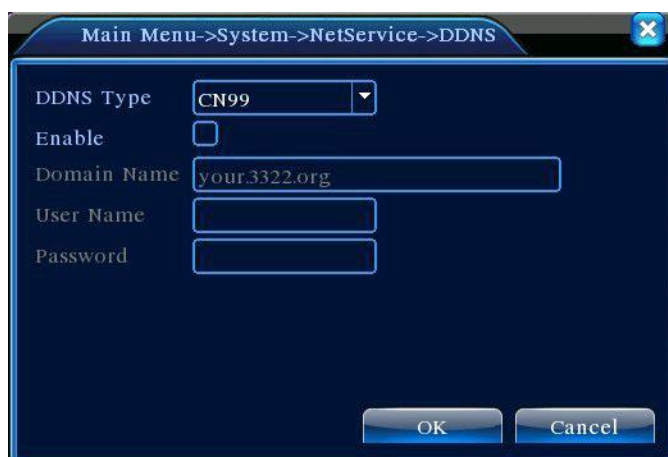 Main Menu->System->NetService->DDNS
DDNS Type CN99
Enable
Domain Name your.3322.org
User Name
Password
OK Cancel